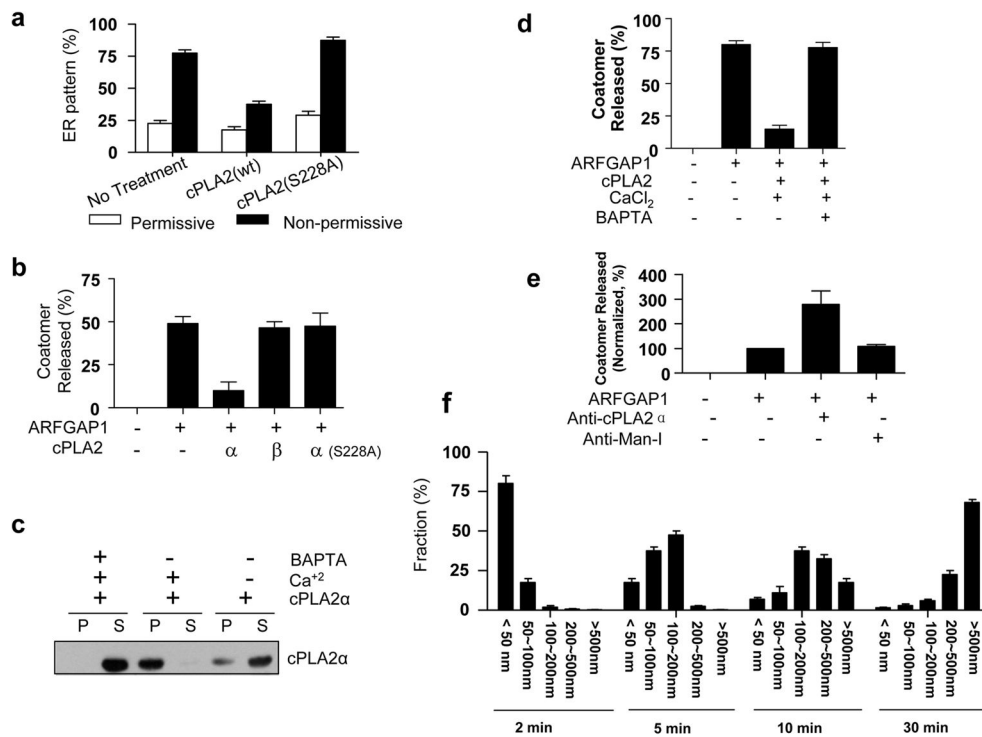 a
ER pattern (%)
100
75
50
25
0
No Treatment
cPLA2(wt)
cPLA2(S228A)
Permissive
Non-permissive
b
Coatomer
Released (%)
75
50
25
0
ARFGAP1 - + + + +
cPLA2 - - α β α (S228A)
c
+ - - BAPTA
+ + - Ca+2
+ + + cPLA2α
P S P S P S
cPLA2α
d
Coatomer
Released (%)
100
75
50
25
0
ARFGAP1 - + + +
cPLA2 - - + +
CaCl2 - - + +
BAPTA - - - +
e
Coatomer Released
(Normalized, %)
400
300
200
100
0
ARFGAP1 - + + +
Anti-cPLA2 α - - + -
Anti-Man-I - - - +
f
Fraction (%)
75
50
25
0
< 50 nm
50~100nm
100~200nm
200~500nm
>500nm
< 50 nm
50~100nm
100~200nm
200~500nm
>500nm
< 50 nm
50~100nm
100~200nm
200~500nm
>500nm
< 50 nm
50~100nm
100~200nm
200~500nm
>500nm
2 min
5 min
10 min
30 min